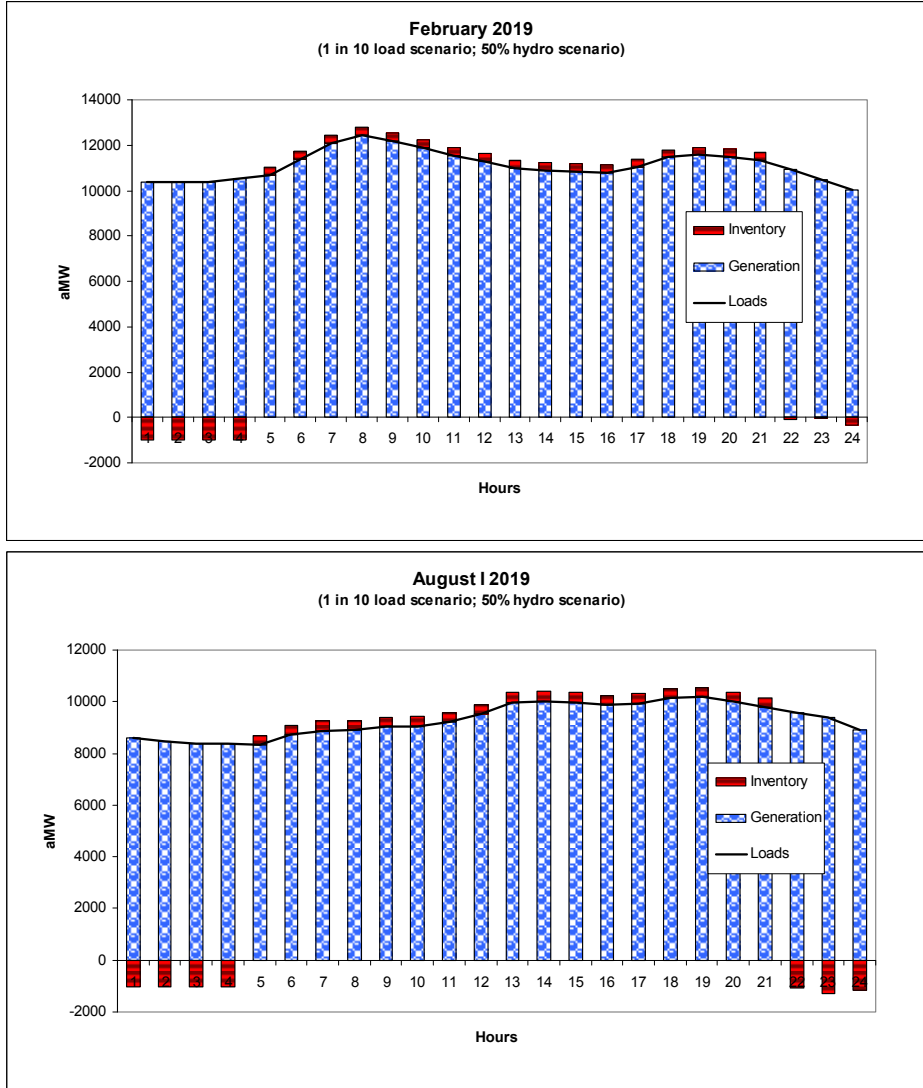 February 2019
(1 in 10 load scenario; 50% hydro scenario)
14000
12000
10000
8000
6000
4000
2000
0
-2000
aMW
Inventory
Generation
Loads
1 2 3 4 5 6 7 8 9 10 11 12 13 14 15 16 17 18 19 20 21 22 23 24
Hours
August I 2019
(1 in 10 load scenario; 50% hydro scenario)
12000
10000
8000
6000
4000
2000
0
-2000
aMW
Inventory
Generation
Loads
1 2 3 4 5 6 7 8 9 10 11 12 13 14 15 16 17 18 19 20 21 22 23 24
Hours